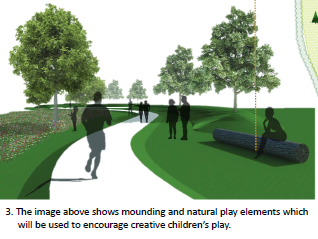 3. The image above shows mounding and natural play elements which
will be used to encourage creative children's play.